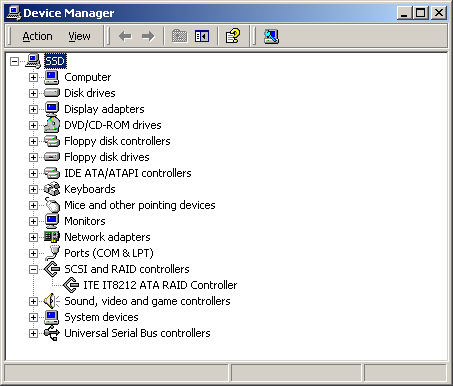 Device Manager
Action View
SSD
Computer
Disk drives
Display adapters
DVD/CD-ROM drives
Floppy disk controllers
Floppy disk drives
IDE ATA/ATAPI controllers
Keyboards
Mice and other pointing devices
Monitors
Network adapters
Ports (COM & LPT)
SCSI and RAID controllers
ITE IT8212 ATA RAID Controller
Sound, video and game controllers
System devices
Universal Serial Bus controllers